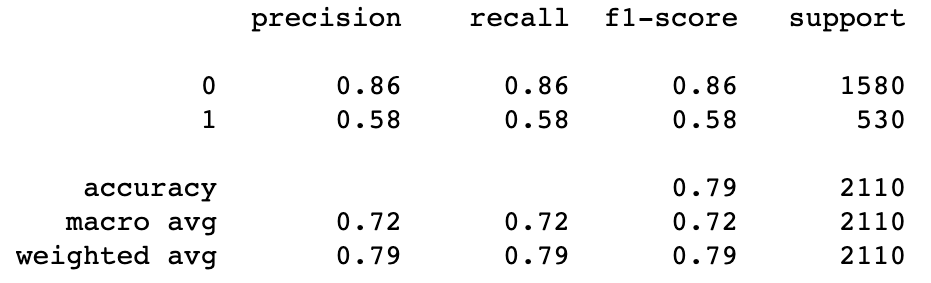 precision recall f1-score support
0 0.86 0.86 0.86 1580
1 0.58 0.58 0.58 530
accuracy 0.79 2110
macro avg 0.72 0.72 0.72 2110
weighted avg 0.79 0.79 0.79 2110